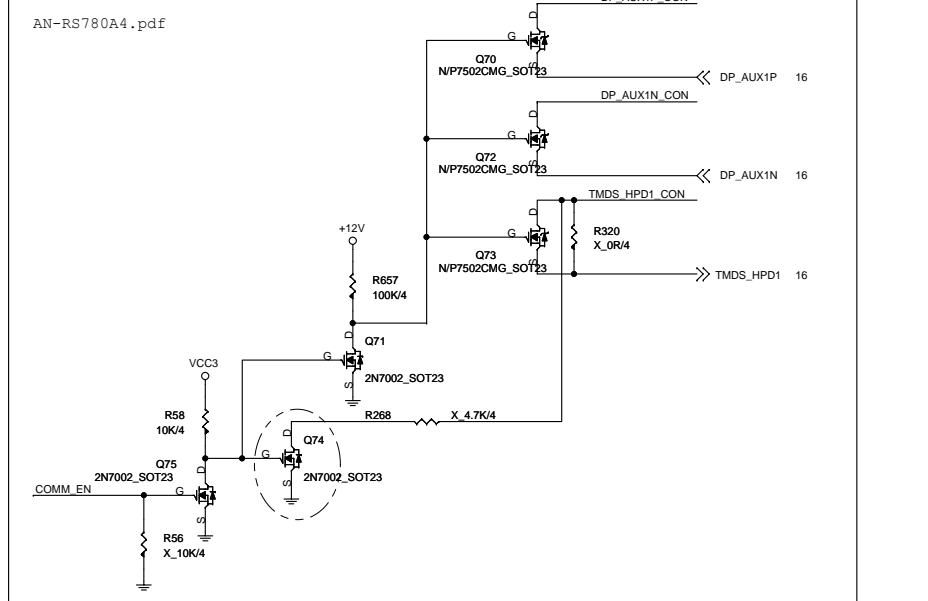 AN-RS780A4.pdf
D
G
Q70
S
N/P7502CMG_SOT23
DP_AUX1P 16
DP_AUX1N_CON
D
G
Q72
S
N/P7502CMG_SOT23
DP_AUX1N 16
TMDS_HPD1_CON
D
+12V
G
R320
X_0R/4
Q73
S
N/P7502CMG_SOT23
TMDS_HPD1 16
R657
100K/4
D
Q71
G
VCC3
2N7002_SOT23
S
R58
10K/4
R268 X_4.7K/4
D
Q74
G
Q75
2N7002_SOT23
D
2N7002_SOT23
S
COMM_EN
G
S
R56
X_10K/4